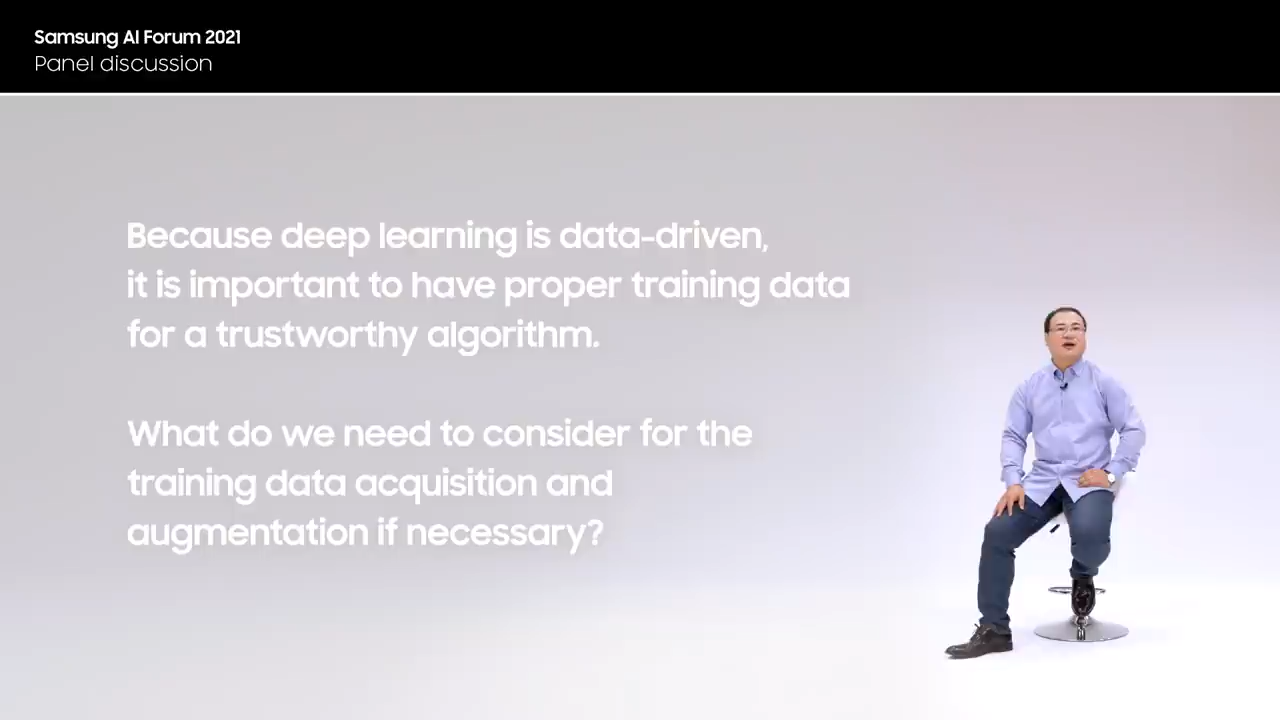 Samsung AI Forum 2021
Panel discussion
Because deep learning is data-driven,
it is important to have proper training data
for a trustworthy algorithm.
What do we need to consider for the
training data acquisition and
augmentation if necessary?